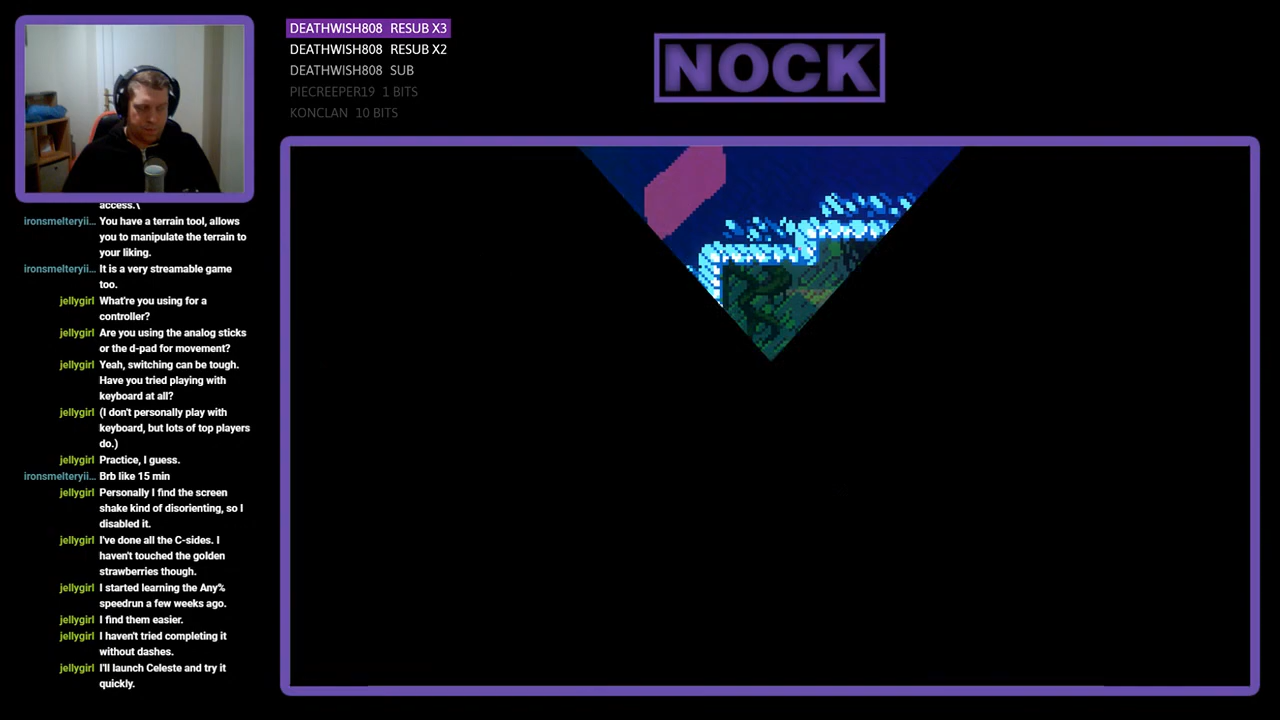 DEATHWISH808 RESUB X3
DEATHWISH808 RESUB X2
DEATHWISH808 SUB
PIECREEPER19 1 BITS
KONCLAN 10 BITS
NOCK
access.\
ironsmelteryii... You have a terrain tool, allows
you to manipulate the terrain to
your liking.
ironsmelteryii... It is a very streamable game
too.
jellygirl What're you using for a
controller?
jellygirl Are you using the analog sticks
or the d-pad for movement?
jellygirl Yeah, switching can be tough.
Have you tried playing with
keyboard at all?
jellygirl (I don't personally play with
keyboard, but lots of top players
do.)
jellygirl Practice, I guess.
ironsmelteryii... Brb like 15 min
jellygirl Personally I find the screen
shake kind of disorienting, so I
disabled it.
jellygirl I've done all the C-sides. I
haven't touched the golden
strawberries though.
jellygirl I started learning the Any%
speedrun a few weeks ago.
jellygirl I find them easier.
jellygirl I haven't tried completing it
without dashes.
jellygirl I'll launch Celeste and try it
quickly.